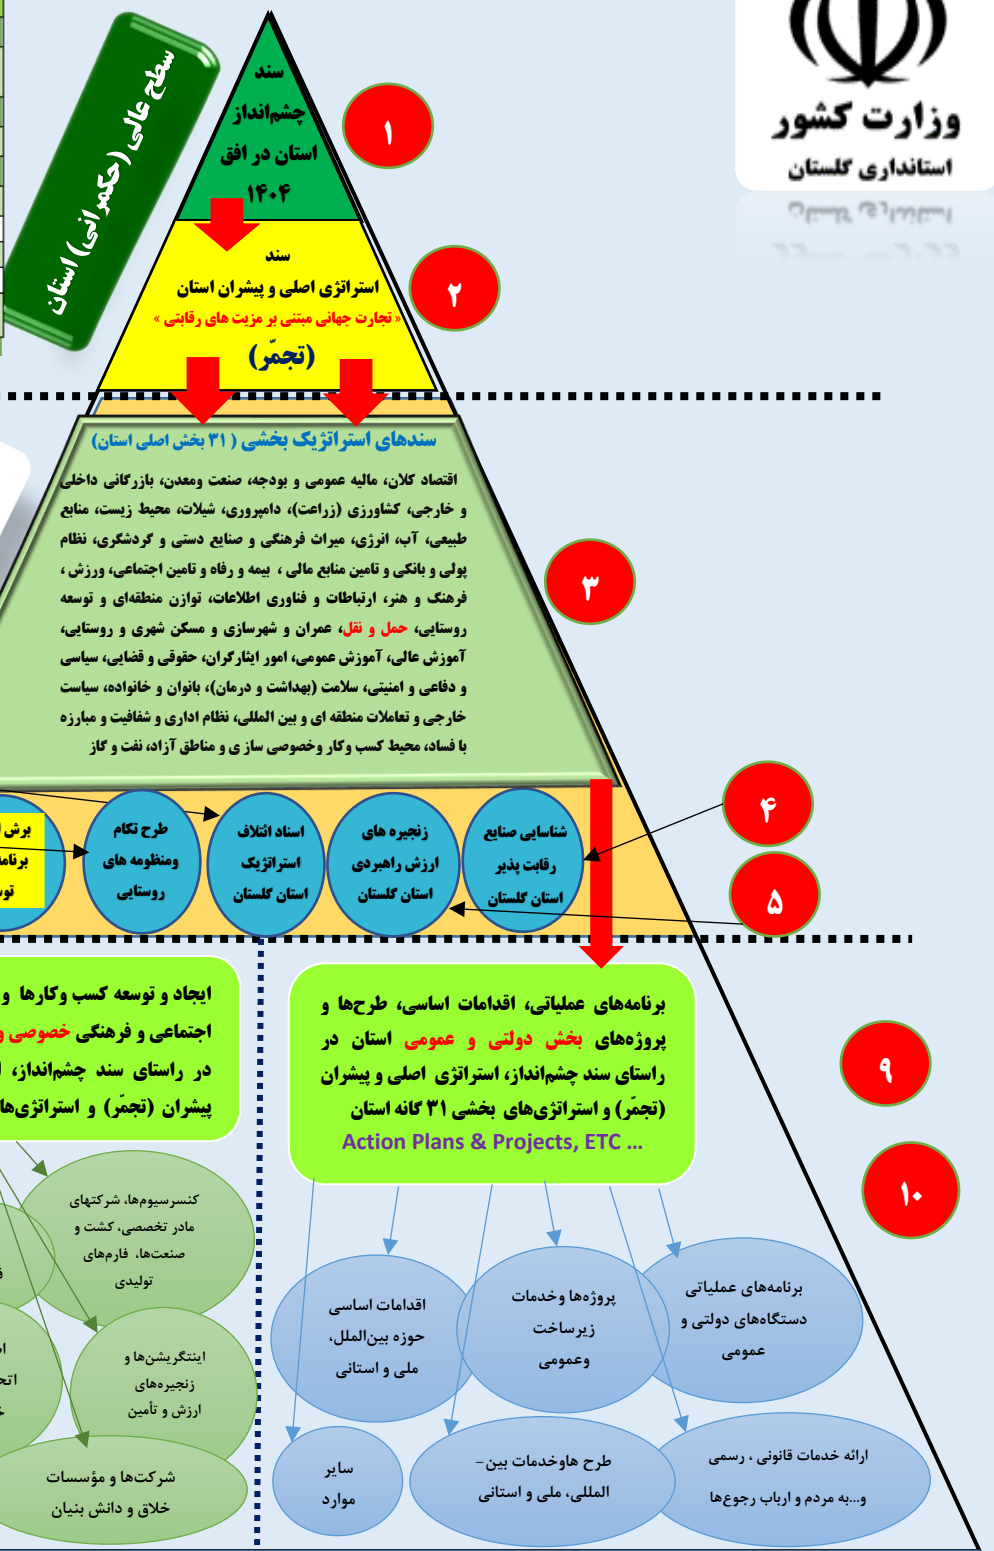 وزارت کشور
استانداری گلستان
سطح عالی (حکمرانی) استان
سند
چشم‌انداز
استان در افق
۱۴۰۴
۱
سند
استراتژی اصلی و پیشران استان
« تجارت جهانی مبتنی بر مزیت های رقابتی »
(تجمّر)
۲
سندهای استراتژیک بخشی ( ۳۱ بخش اصلی استان)
اقتصاد کلان، مالیه عمومی و بودجه، صنعت ومعدن، بازرگانی داخلی
و خارجی، کشاورزی (زراعت)، دامپروری، شیلات، محیط زیست، منابع
طبیعی، آب، انرژی، میراث فرهنگی و صنایع دستی و گردشگری، نظام
پولی و بانکی و تامین منابع مالی ، بیمه و رفاه و تامین اجتماعی، ورزش ،
فرهنگ و هنر، ارتباطات و فناوری اطلاعات، توازن منطقه‌ای و توسعه
روستایی، حمل و نقل، عمران و شهرسازی و مسکن شهری و روستایی،
آموزش عالی، آموزش عمومی، امور ایثارگران، حقوقی و قضایی، سیاسی
و دفاعی و امنیتی، سلامت (بهداشت و درمان)، بانوان و خانواده، سیاست
خارجی و تعاملات منطقه ای و بین المللی، نظام اداری و شفافیت و مبارزه
با فساد، محیط کسب وکار وخصوصی ساز ی و مناطق آزاد، نفت و گاز
۳
۴
۵
شناسایی صنایع
رقابت پذیر
استان گلستان
زنجیره های
ارزش راهبردی
استان گلستان
اسناد ائتلاف
استراتژیک
استان گلستان
طرح تکام
ومنظومه های
روستایی
برش
برنامه
برنامه‌های عملیاتی، اقدامات اساسی، طرح‌ها و
پروژه‌های بخش دولتی و عمومی استان در
راستای سند چشم‌انداز، استراتژی اصلی و پیشران
(تجمّر) و استراتژی‌های بخشی ۳۱ گانه استان
Action Plans & Projects, ETC ...
ایجاد و توسعه کسب وکارها و
اجتماعی و فرهنگی خصوصی و
در راستای سند چشم‌انداز،
پیشران (تجمّر) و استراتژی‌ها
۹
۱۰
برنامه‌های عملیاتی
دستگاه‌های دولتی و
عمومی
پروژه‌ها وخدمات
زیرساخت
وعمومی
اقدامات اساسی
حوزه بین‌الملل،
ملی و استانی
ارائه خدمات قانونی ، رسمی
و...به مردم و ارباب رجوع‌ها
طرح هاوخدمات بین-
المللی، ملی و استانی
سایر
موارد
کنسرسیوم‌ها، شرکتهای
مادر تخصصی، کشت و
صنعت‌ها، فارم‌های
تولیدی
اینتگریشن‌ها و
زنجیره‌های
ارزش و تأمین
شرکت‌ها و مؤسسات
خلاق و دانش بنیان